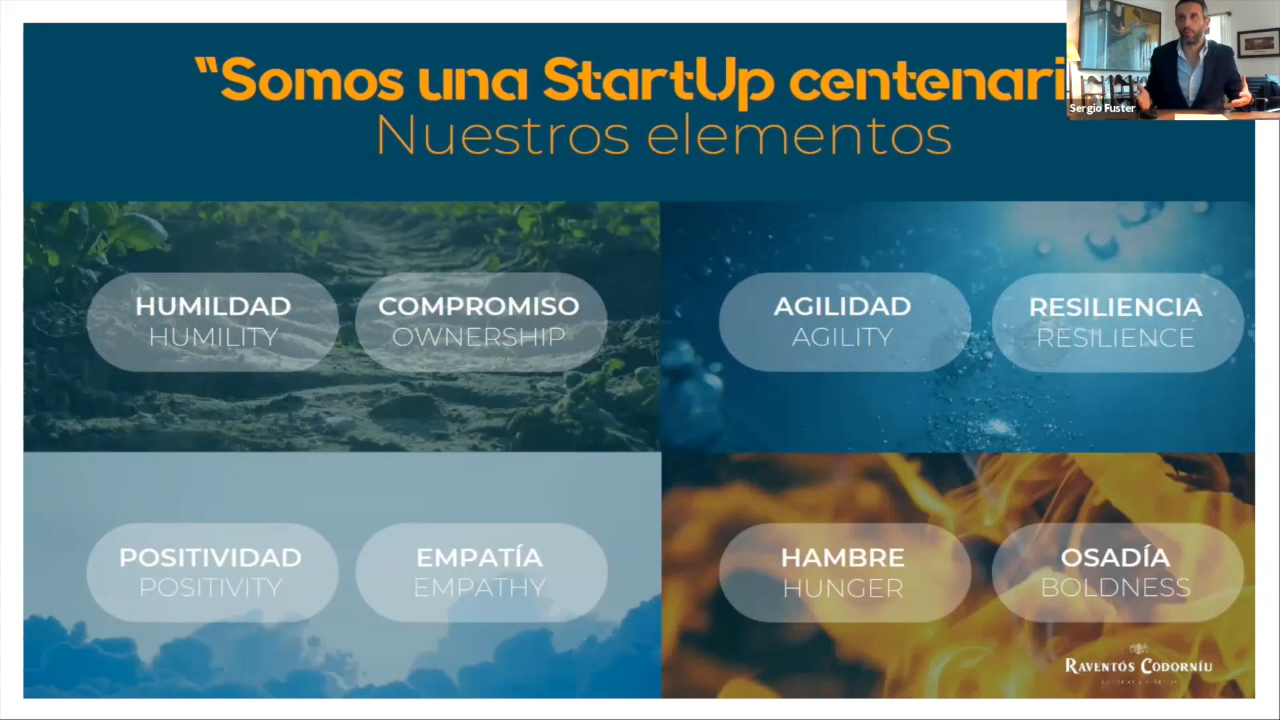 “Somos una StartUp centenari
Nuestros elementos
Sergio Fuster
HUMILDAD
HUMILITY
COMPROMISO
OWNERSHIP
AGILIDAD
AGILITY
RESILIENCIA
RESILIENCE
POSITIVIDAD
POSITIVITY
EMPATÍA
EMPATHY
HAMBRE
HUNGER
OSADÍA
BOLDNESS
RAVENTÓS CODORNÍU